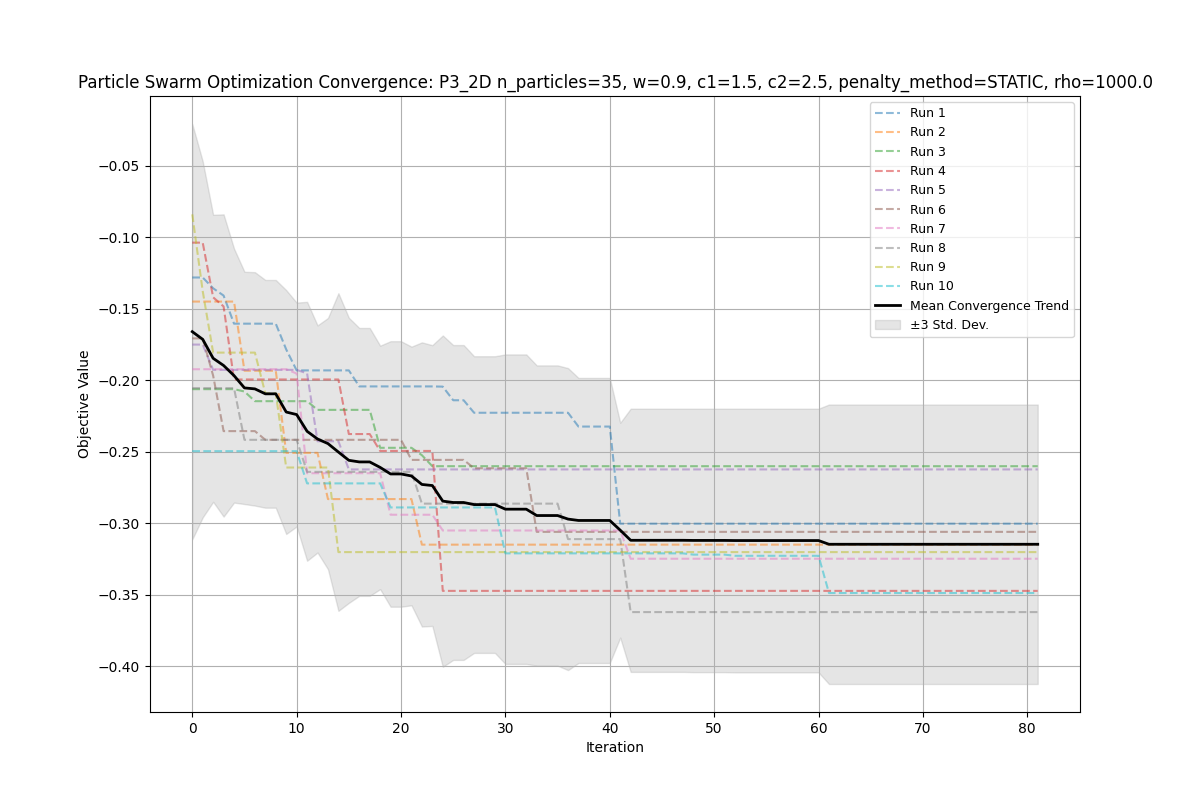 Particle Swarm Optimization Convergence: P3_2D n_particles=35, w=0.9, c1=1.5, c2=2.5, penalty_method=STATIC, rho=1000.0
Run 1
Run 2
Run 3
Run 4
Run 5
Run 6
Run 7
Run 8
Run 9
Run 10
Mean Convergence Trend
±3 Std. Dev.
Objective Value
−0.05
−0.10
−0.15
−0.20
−0.25
−0.30
−0.35
−0.40
0 10 20 30 40 50 60 70 80
Iteration